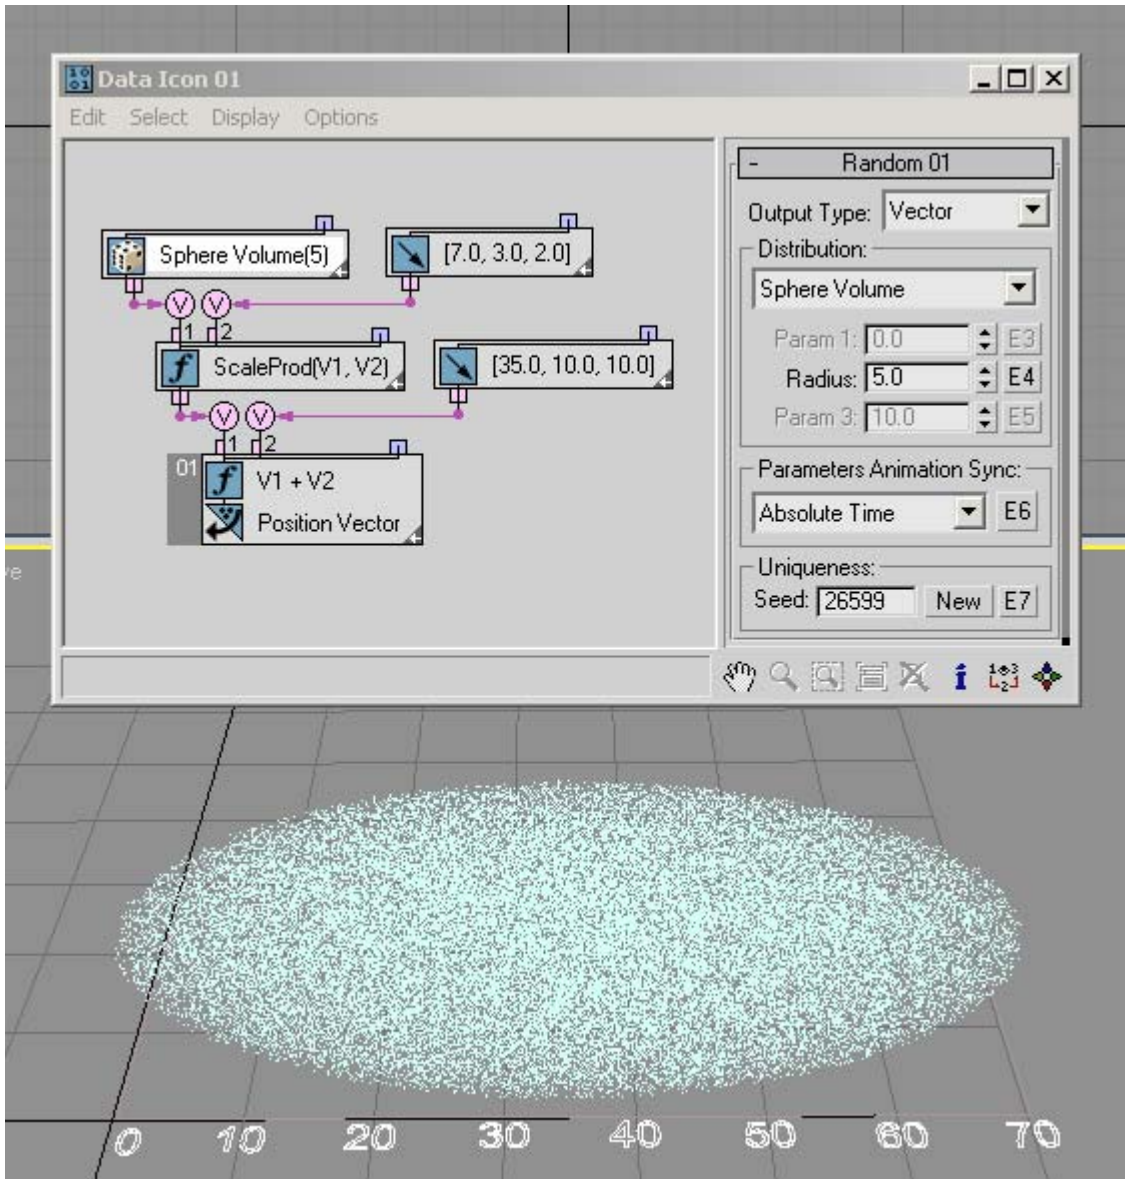 Data Icon 01
Edit Select Display Options
Random 01
Output Type: Vector
Distribution:
Sphere Volume
Param 1: 0.0 E3
Radius: 5.0 E4
Param 3: 10.0 E5
Parameters Animation Sync:
Absolute Time E6
Uniqueness:
Seed: 26599 New E7
Sphere Volume(5) [7.0, 3.0, 2.0]
V V
1 2
ScaleProd(V1, V2) [35.0, 10.0, 10.0]
V V
1 2
01 V1 + V2
Position Vector
0 10 20 30 40 50 60 70